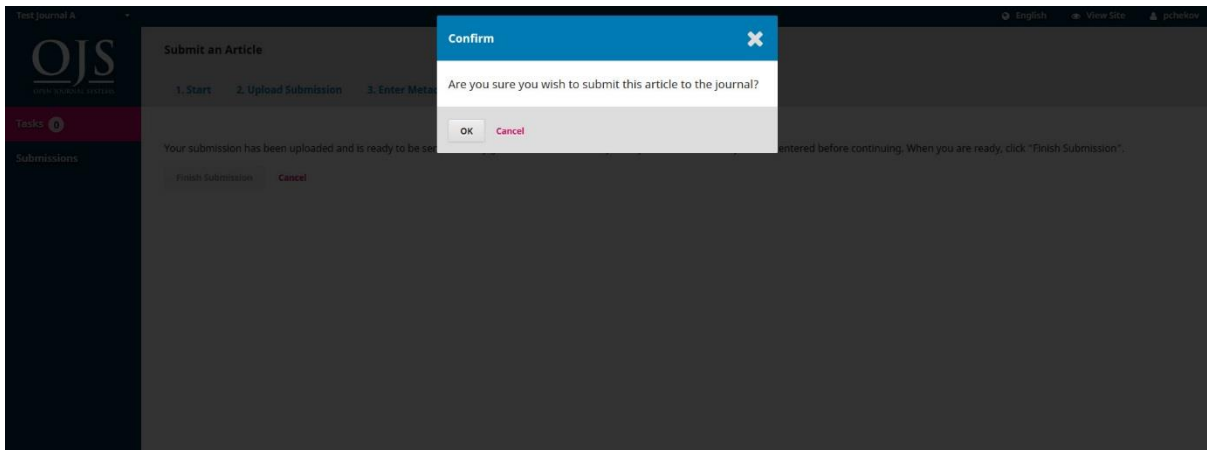 Test Journal A
English View Site pchekov
OJS
OPEN JOURNAL SYSTEMS
Tasks 0
Submissions
Submit an Article
1. Start 2. Upload Submission 3. Enter Meta
Confirm
Are you sure you wish to submit this article to the journal?
OK Cancel
Your submission has been uploaded and is ready to be entered before continuing. When you are ready, click "Finish Submission".
Finish Submission Cancel